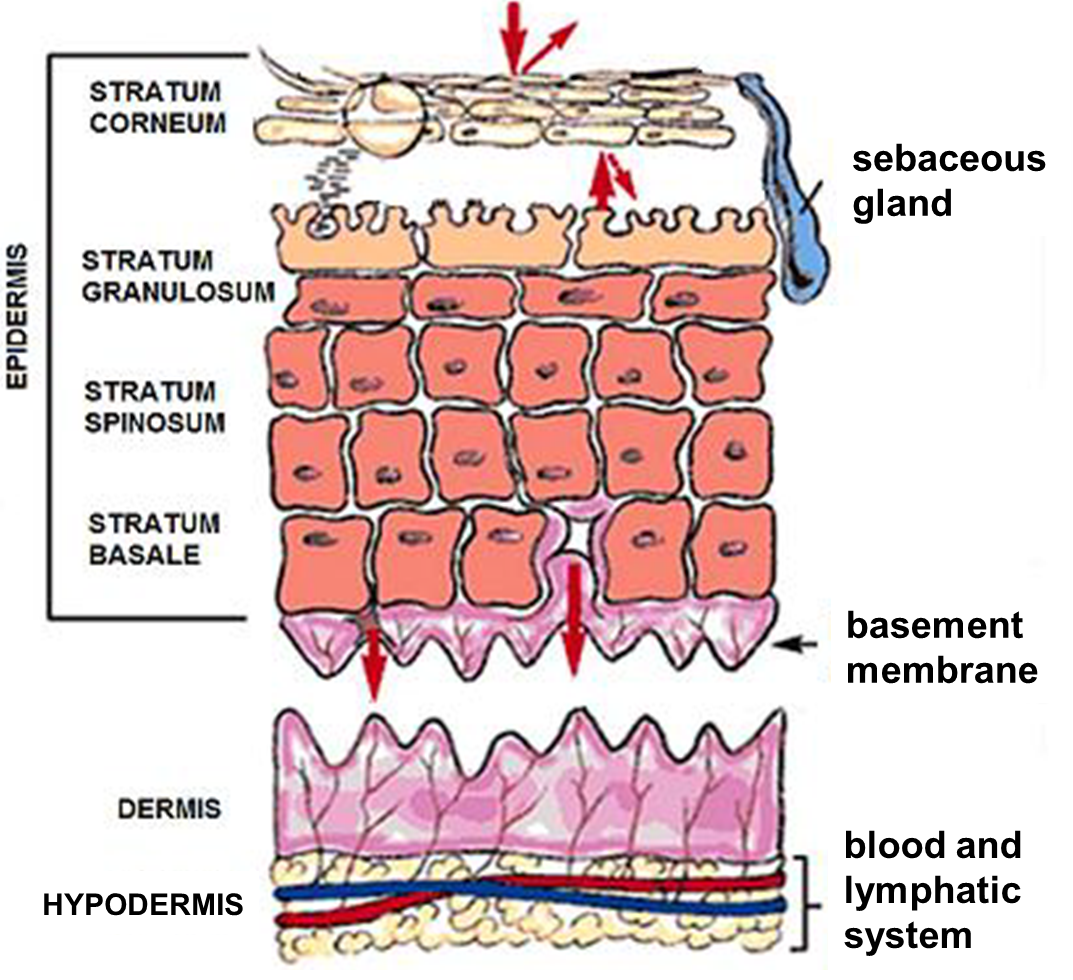 STRATUM
CORNEUM
sebaceous
gland
EPIDERMIS
STRATUM
GRANULOSUM
STRATUM
SPINOSUM
STRATUM
BASALE
basement
membrane
DERMIS
HYPODERMIS
blood and
lymphatic
system